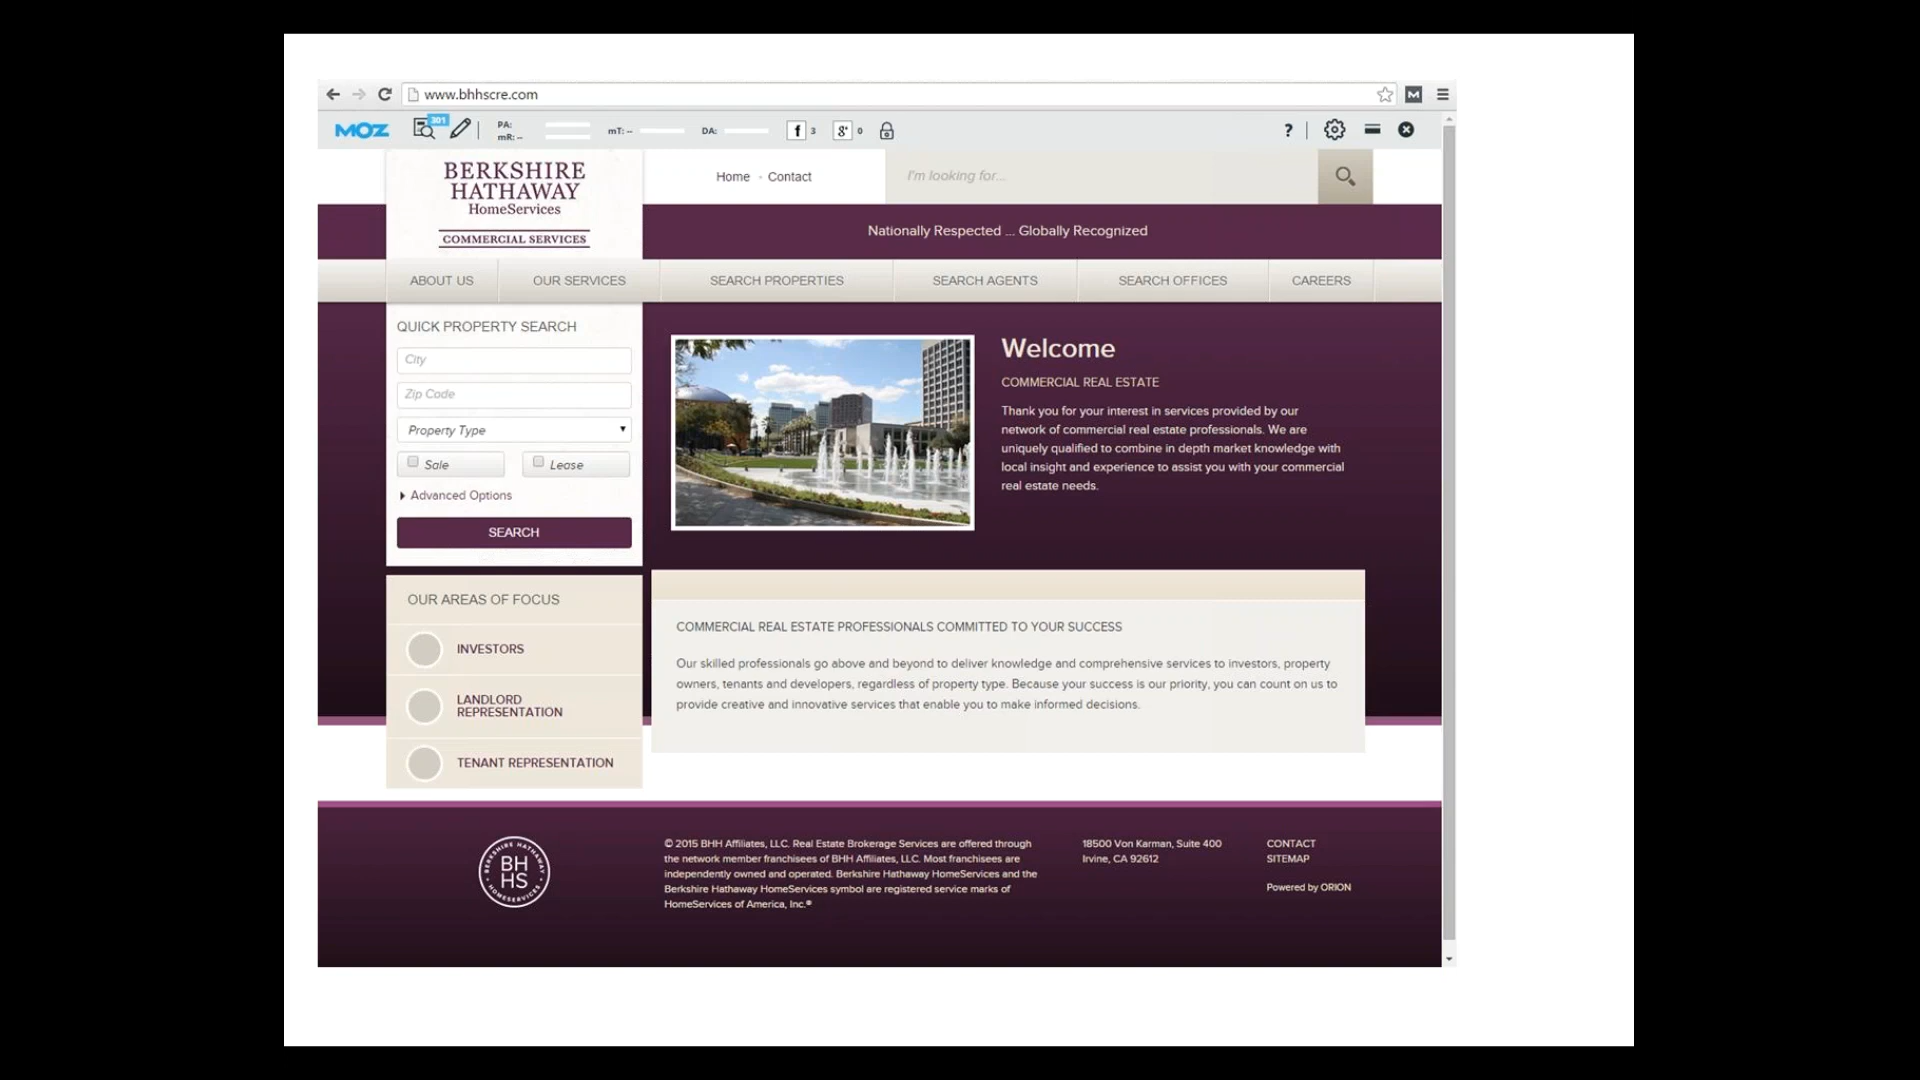 www.bhhscre.com
MOZ
301
PA:
mR: --
mT: --
DA:
f 3
g+ 0
?
M
BERKSHIRE
HATHAWAY
HomeServices
COMMERCIAL SERVICES
Home - Contact
I'm looking for...
Nationally Respected ... Globally Recognized
ABOUT US
OUR SERVICES
SEARCH PROPERTIES
SEARCH AGENTS
SEARCH OFFICES
CAREERS
QUICK PROPERTY SEARCH
City
Zip Code
Property Type
Sale
Lease
Advanced Options
SEARCH
Welcome
COMMERCIAL REAL ESTATE
Thank you for your interest in services provided by our
network of commercial real estate professionals. We are
uniquely qualified to combine in depth market knowledge with
local insight and experience to assist you with your commercial
real estate needs.
OUR AREAS OF FOCUS
INVESTORS
LANDLORD
REPRESENTATION
TENANT REPRESENTATION
COMMERCIAL REAL ESTATE PROFESSIONALS COMMITTED TO YOUR SUCCESS
Our skilled professionals go above and beyond to deliver knowledge and comprehensive services to investors, property
owners, tenants and developers, regardless of property type. Because your success is our priority, you can count on us to
provide creative and innovative services that enable you to make informed decisions.
BERKSHIRE HATHAWAY
BH
HS
HOMESERVICES
© 2015 BHH Affiliates, LLC. Real Estate Brokerage Services are offered through
the network member franchisees of BHH Affiliates, LLC. Most franchisees are
independently owned and operated. Berkshire Hathaway HomeServices and the
Berkshire Hathaway HomeServices symbol are registered service marks of
HomeServices of America, Inc.®
18500 Von Karman, Suite 400
Irvine, CA 92612
CONTACT
SITEMAP
Powered by ORION